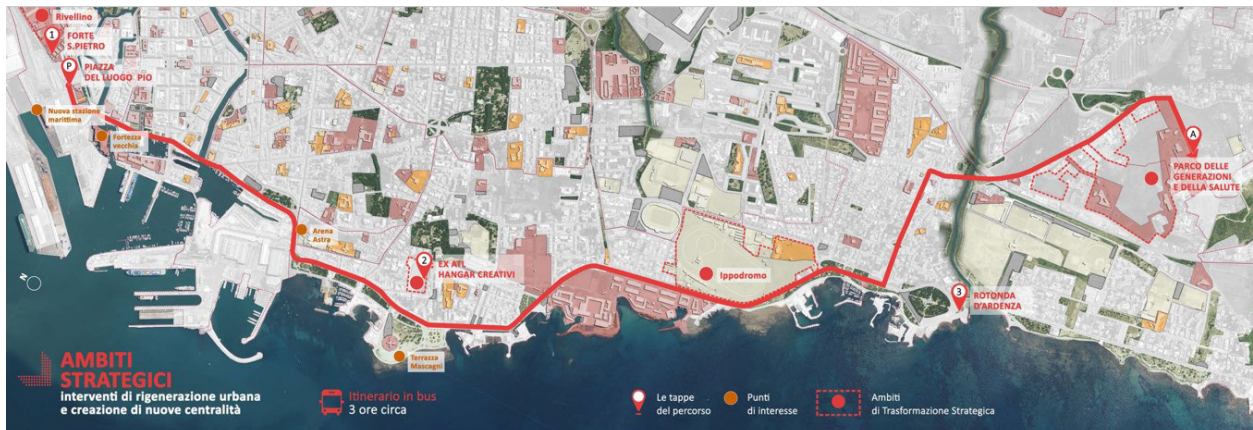 Rivellino
1
FORTE
S.PIETRO
P
PIAZZA
DEL LUOGO PIO
Nuova stazione
marittima
Fortezza
vecchia
Arena
Astra
2
EX ATL
HANGAR CREATIVI
Terrazza
Mascagni
Ippodromo
3
ROTONDA
D'ARDENZA
A
PARCO DELLE
GENERAZIONI
E DELLA SALUTE
N
AMBITI
STRATEGICI
interventi di rigenerazione urbana
e creazione di nuove centralità
Itinerario in bus
3 ore circa
Le tappe
del percorso
Punti
di interesse
Ambiti
di Trasformazione Strategica